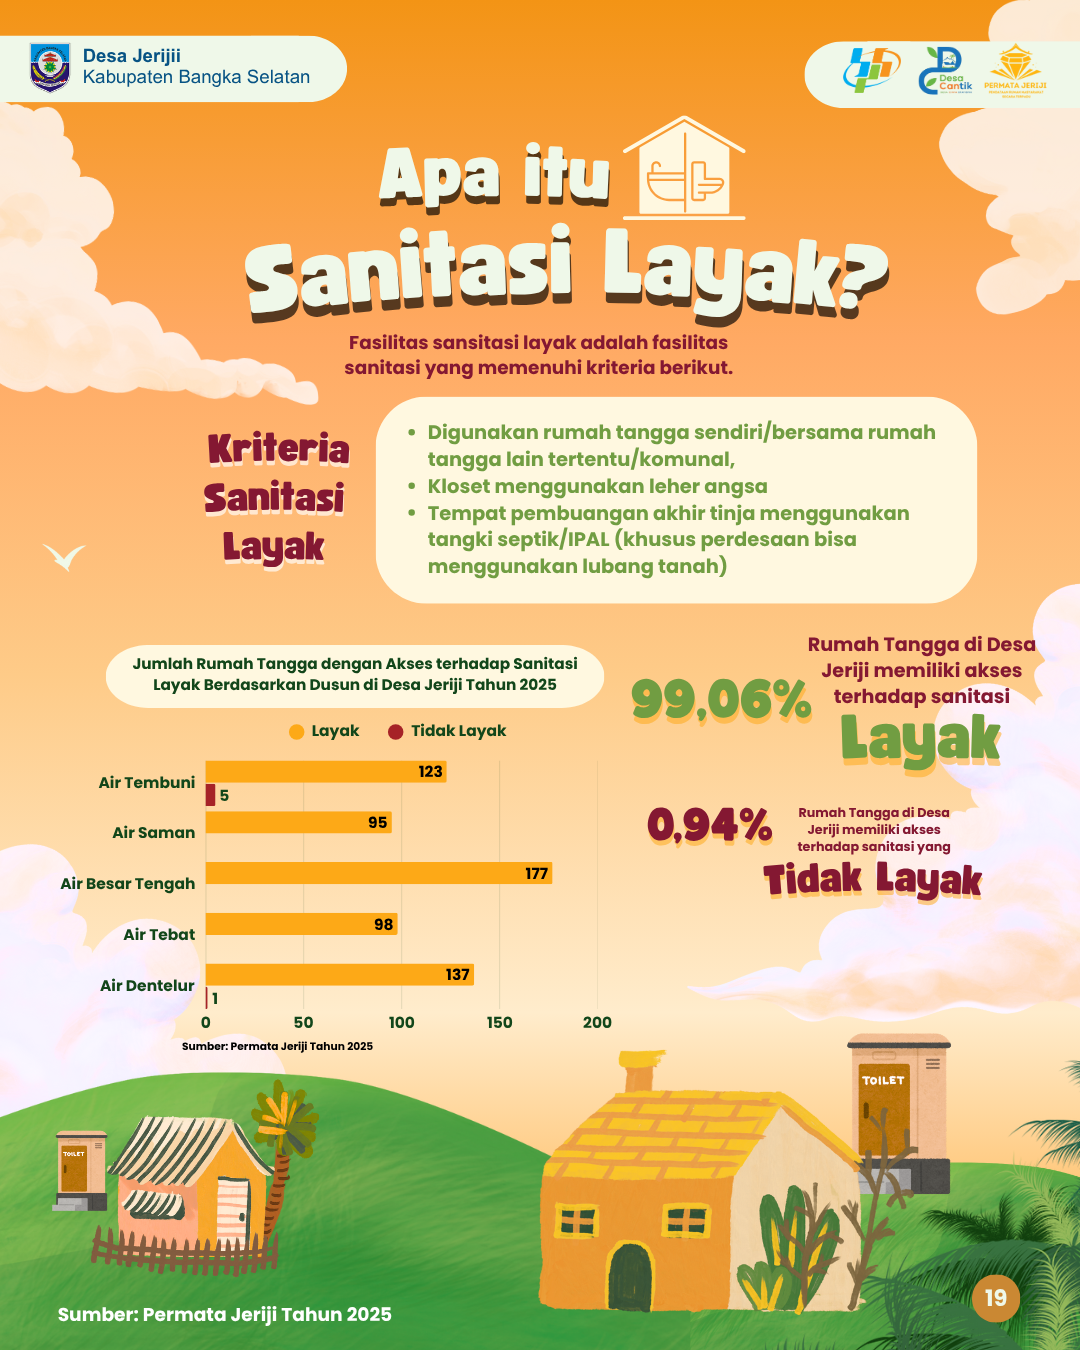 Desa Jerijii
Kabupaten Bangka Selatan
Desa
Cantik
PERMATA JERIJI
Apa itu
Sanitasi Layak?
Fasilitas sansitasi layak adalah fasilitas
sanitasi yang memenuhi kriteria berikut.
Kriteria
Sanitasi
Layak
• Digunakan rumah tangga sendiri/bersama rumah
tangga lain tertentu/komunal,
• Kloset menggunakan leher angsa
• Tempat pembuangan akhir tinja menggunakan
tangki septik/IPAL (khusus perdesaan bisa
menggunakan lubang tanah)
Jumlah Rumah Tangga dengan Akses terhadap Sanitasi
Layak Berdasarkan Dusun di Desa Jeriji Tahun 2025
Layak Tidak Layak
Air Tembuni 123
5
Air Saman 95
Air Besar Tengah 177
Air Tebat 98
Air Dentelur 137
1
0 50 100 150 200
Sumber: Permata Jeriji Tahun 2025
99,06%
Rumah Tangga di Desa
Jeriji memiliki akses
terhadap sanitasi
Layak
0,94%
Rumah Tangga di Desa
Jeriji memiliki akses
terhadap sanitasi yang
Tidak Layak
TOILET
TOILET
Sumber: Permata Jeriji Tahun 2025
19